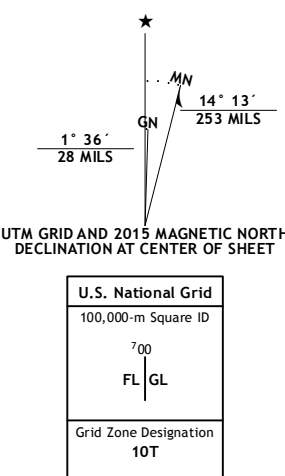 ★
MN
GN
14° 13´
253 MILS
1° 36´
28 MILS
UTM GRID AND 2015 MAGNETIC NORTH
DECLINATION AT CENTER OF SHEET
U.S. National Grid
100,000-m Square ID
⁷00
FL GL
Grid Zone Designation
10T